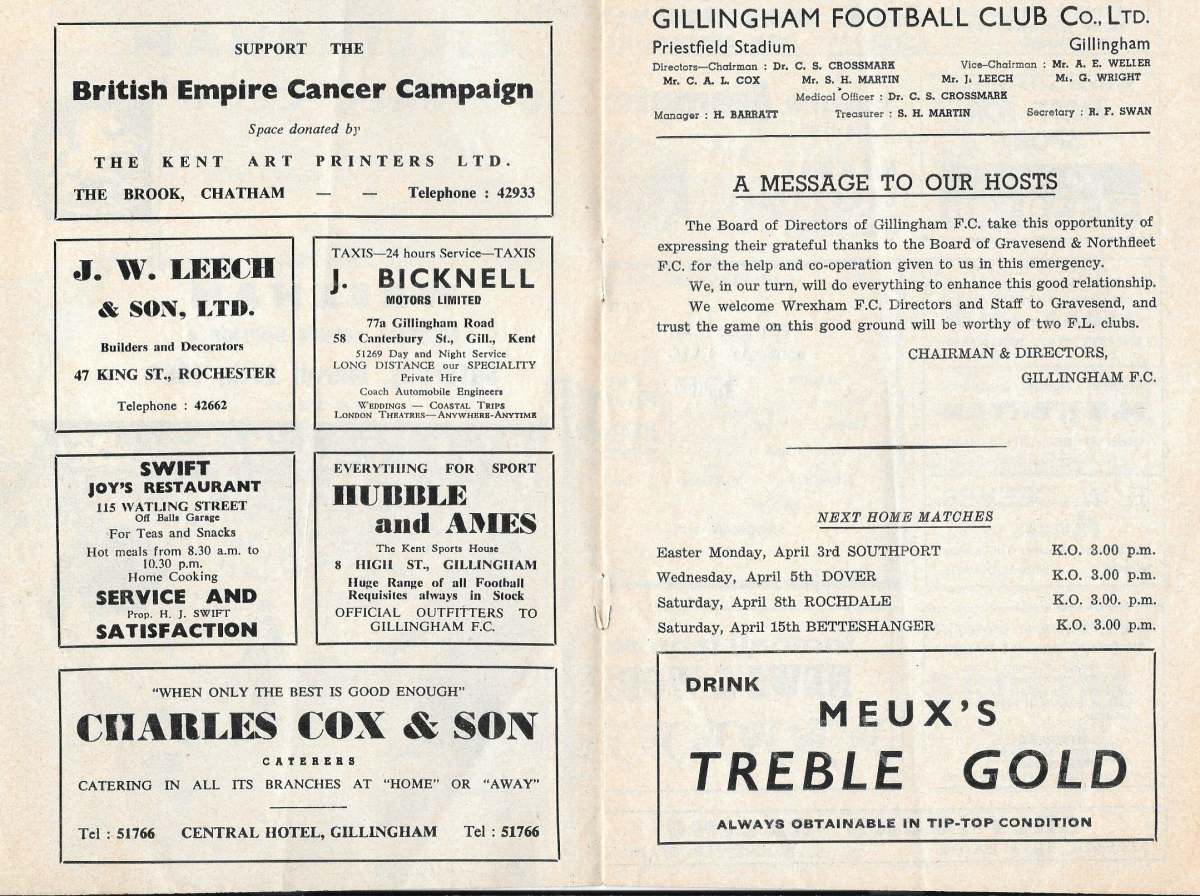 SUPPORT THE
British Empire Cancer Campaign
Space donated by
THE KENT ART PRINTERS LTD.
THE BROOK, CHATHAM — — Telephone : 42933
J. W. LEECH
& SON, LTD.
Builders and Decorators
47 KING ST., ROCHESTER
Telephone : 42662
TAXIS—24 hours Service—TAXIS
J. BICKNELL
MOTORS LIMITED
77a Gillingham Road
58 Canterbury St., Gill., Kent
51269 Day and Night Service
LONG DISTANCE our SPECIALITY
Private Hire
Coach Automobile Engineers
WEDDINGS — COASTAL TRIPS
LONDON THEATRES—ANYWHERE-ANYTIME
SWIFT
JOY'S RESTAURANT
115 WATLING STREET
Off Balls Garage
For Teas and Snacks
Hot meals from 8.30 a.m. to
10.30 p.m.
Home Cooking
SERVICE AND
Prop. H. J. SWIFT
SATISFACTION
EVERYTHING FOR SPORT
HUBBLE
and AMES
The Kent Sports House
8 HIGH ST., GILLINGHAM
Huge Range of all Football
Requisites always in Stock
OFFICIAL OUTFITTERS TO
GILLINGHAM F.C.
"WHEN ONLY THE BEST IS GOOD ENOUGH"
CHARLES COX & SON
CATERERS
CATERING IN ALL ITS BRANCHES AT "HOME" OR "AWAY"
Tel : 51766 CENTRAL HOTEL, GILLINGHAM Tel : 51766
GILLINGHAM FOOTBALL CLUB Co., LTD.
Priestfield Stadium Gillingham
Directors—Chairman : Dr. C. S. CROSSMARK Vice-Chairman : Mr. A. E. WELLER
Mr. C. A. L. COX Mr. S. H. MARTIN Mr. J. LEECH Mr. G. WRIGHT
Medical Officer : Dr. C. S. CROSSMARK
Manager : H. BARRATT Treasurer : S. H. MARTIN Secretary : R. F. SWAN
A MESSAGE TO OUR HOSTS
The Board of Directors of Gillingham F.C. take this opportunity of
expressing their grateful thanks to the Board of Gravesend & Northfleet
F.C. for the help and co-operation given to us in this emergency.
We, in our turn, will do everything to enhance this good relationship.
We welcome Wrexham F.C. Directors and Staff to Gravesend, and
trust the game on this good ground will be worthy of two F.L. clubs.
CHAIRMAN & DIRECTORS,
GILLINGHAM F.C.
NEXT HOME MATCHES
Easter Monday, April 3rd SOUTHPORT K.O. 3.00 p.m.
Wednesday, April 5th DOVER K.O. 3.00 p.m.
Saturday, April 8th ROCHDALE K.O. 3.00. p.m.
Saturday, April 15th BETTESHANGER K.O. 3.00 p.m.
DRINK
MEUX'S
TREBLE GOLD
ALWAYS OBTAINABLE IN TIP-TOP CONDITION